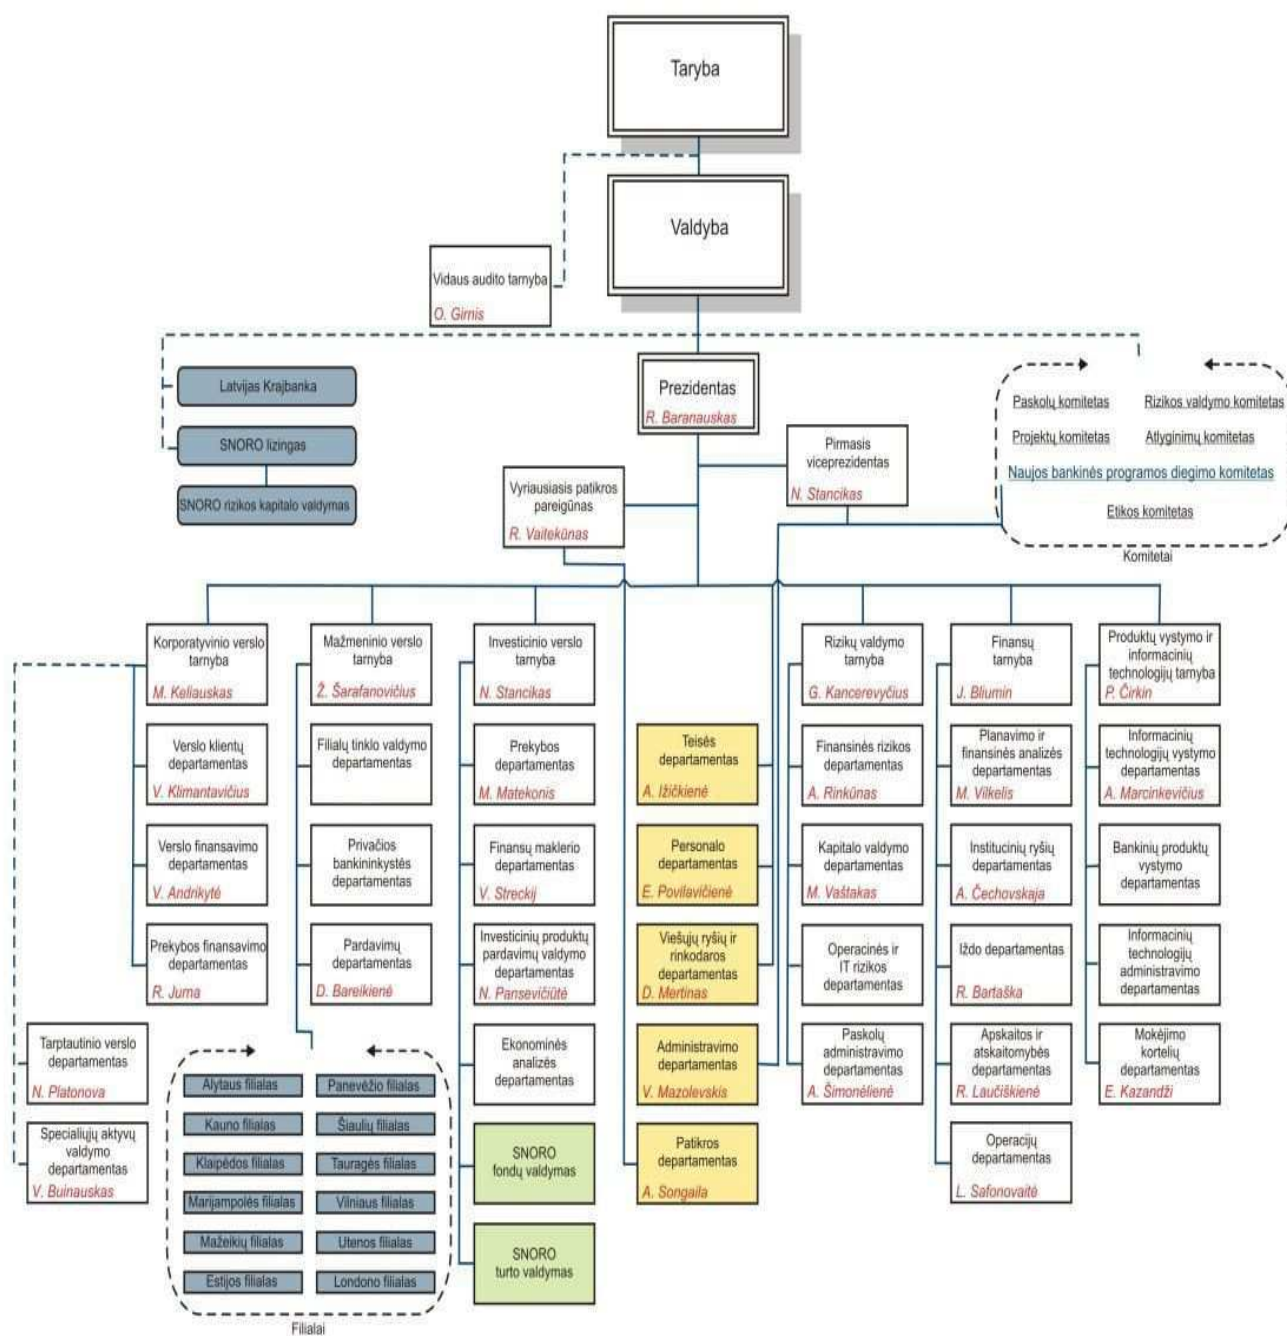 Taryba
Valdyba
Vidaus audito tarnyba
O. Girnis
Latvijas Krajbanka
SNORO lizingas
SNORO rizikos kapitalo valdymas
Prezidentas
R. Baranauskas
Pirmasis
viceprezidentas
N. Stancikas
Vyriausiasis patikros
pareigūnas
R. Vaitekūnas
Paskolų komitetas
Rizikos valdymo komitetas
Projektų komitetas
Atlyginimų komitetas
Naujos bankinės programos diegimo komitetas
Etikos komitetas
Komitetai
Korporatyvinio verslo
tarnyba
M. Keliauskas
Verslo klientų
departamentas
V. Klimantavičius
Verslo finansavimo
departamentas
V. Andrikytė
Prekybos finansavimo
departamentas
R. Juma
Tarptautinio verslo
departamentas
N. Platonova
Specialiųjų aktyvų
valdymo
departamentas
V. Buinauskas
Mažmeninio verslo
tarnyba
Ž. Šarafanovičius
Filialų tinklo valdymo
departamentas
Privačios
bankininkystės
departamentas
Pardavimų
departamentas
D. Bareikienė
Alytaus filialas
Panevėžio filialas
Kauno filialas
Šiaulių filialas
Klaipėdos filialas
Tauragės filialas
Marijampolės filialas
Vilniaus filialas
Mažeikių filialas
Utenos filialas
Estijos filialas
Londono filialas
Filialai
Investicinio verslo
tarnyba
N. Stancikas
Prekybos
departamentas
M. Matekonis
Finansų maklerio
departamentas
V. Streckij
Investicinių produktų
pardavimų valdymo
departamentas
N. Pansevičiūtė
Ekonominės
analizės
departamentas
SNORO
fondų valdymas
SNORO
turto valdymas
Teisės
departamentas
A. Ižičkienė
Personalo
departamentas
E. Povilavičienė
Viešųjų ryšių ir
rinkodaros
departamentas
D. Mertinas
Administravimo
departamentas
V. Mazolevskis
Patikros
departamentas
A. Songaila
Rizikų valdymo
tarnyba
G. Kancerevyčius
Finansinės rizikos
departamentas
A. Rinkūnas
Kapitalo valdymo
departamentas
M. Vaštakas
Operacinės ir
IT rizikos
departamentas
Paskolų
administravimo
departamentas
A. Šimonėlienė
Finansų
tarnyba
J. Bliumin
Planavimo ir
finansinės analizės
departamentas
M. Vilkelis
Institucinių ryšių
departamentas
A. Čechovskaja
Iždo departamentas
R. Bartaška
Apskaitos ir
atskaitomybės
departamentas
R. Laučiškienė
Operacijų
departamentas
L. Safonovaitė
Produktų vystymo ir
informacinių
technologijų tarnyba
P. Čirkin
Informacinių
technologijų vystymo
departamentas
A. Marcinkevičius
Bankinių produktų
vystymo
departamentas
Informacinių
technologijų
administravimo
departamentas
Mokėjimo
kortelių
departamentas
E. Kazandži